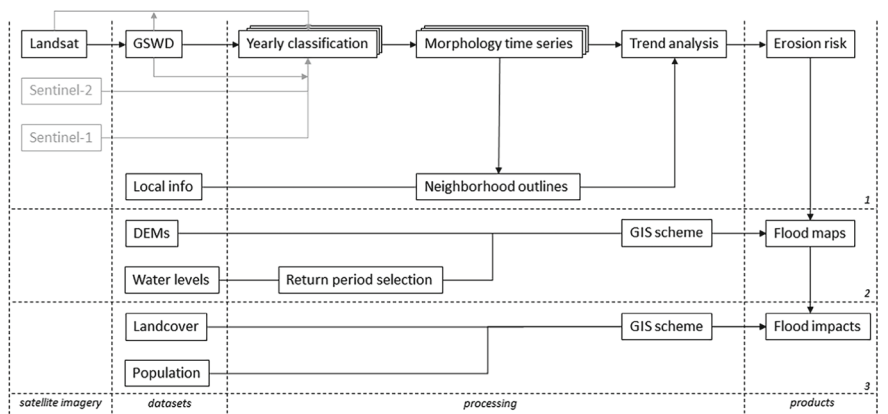 Landsat
GSWD
Yearly classification
Morphology time series
Trend analysis
Erosion risk
Sentinel-2
Sentinel-1
Local info
Neighborhood outlines
1
DEMs
GIS scheme
Flood maps
Water levels
Return period selection
2
Landcover
GIS scheme
Flood impacts
Population
3
satellite imagery
datasets
processing
products